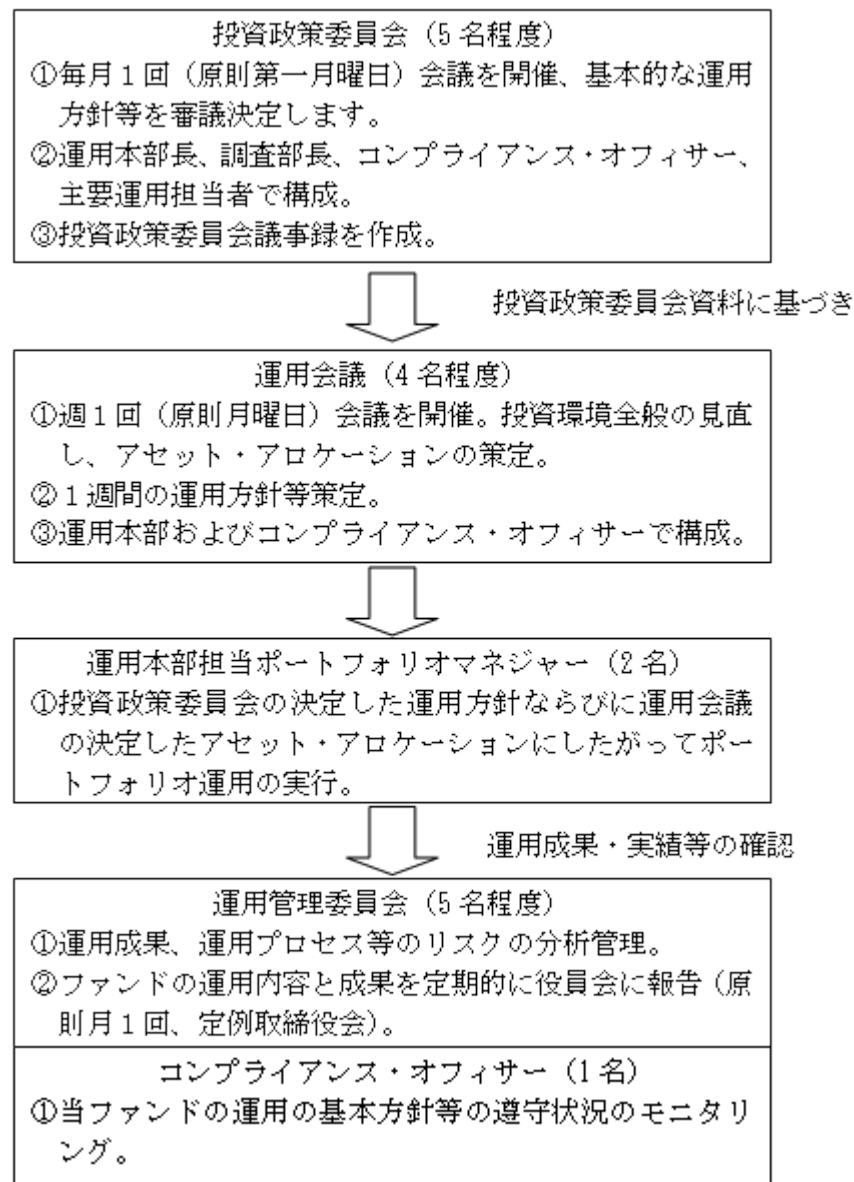 投資政策委員会（5名程度）
①毎月１回（原則第一月曜日）会議を開催、基本的な運用
方針等を審議決定します。
②運用本部長、調査部長、コンプライアンス・オフィサー、
主要運用担当者で構成。
③投資政策委員会議事録を作成。
投資政策委員会資料に基づき
運用会議（4名程度）
①週１回（原則月曜日）会議を開催。投資環境全般の見直
し、アセット・アロケーションの策定。
②１週間の運用方針等策定。
③運用本部およびコンプライアンス・オフィサーで構成。
運用本部担当ポートフォリオマネジャー（2名）
①投資政策委員会の決定した運用方針ならびに運用会議
の決定したアセット・アロケーションにしたがってポー
トフォリオ運用の実行。
運用成果・実績等の確認
運用管理委員会（5名程度）
①運用成果、運用プロセス等のリスクの分析管理。
②ファンドの運用内容と成果を定期的に役員会に報告（原
則月１回、定例取締役会）。
コンプライアンス・オフィサー（1名）
①当ファンドの運用の基本方針等の遵守状況のモニタリ
ング。